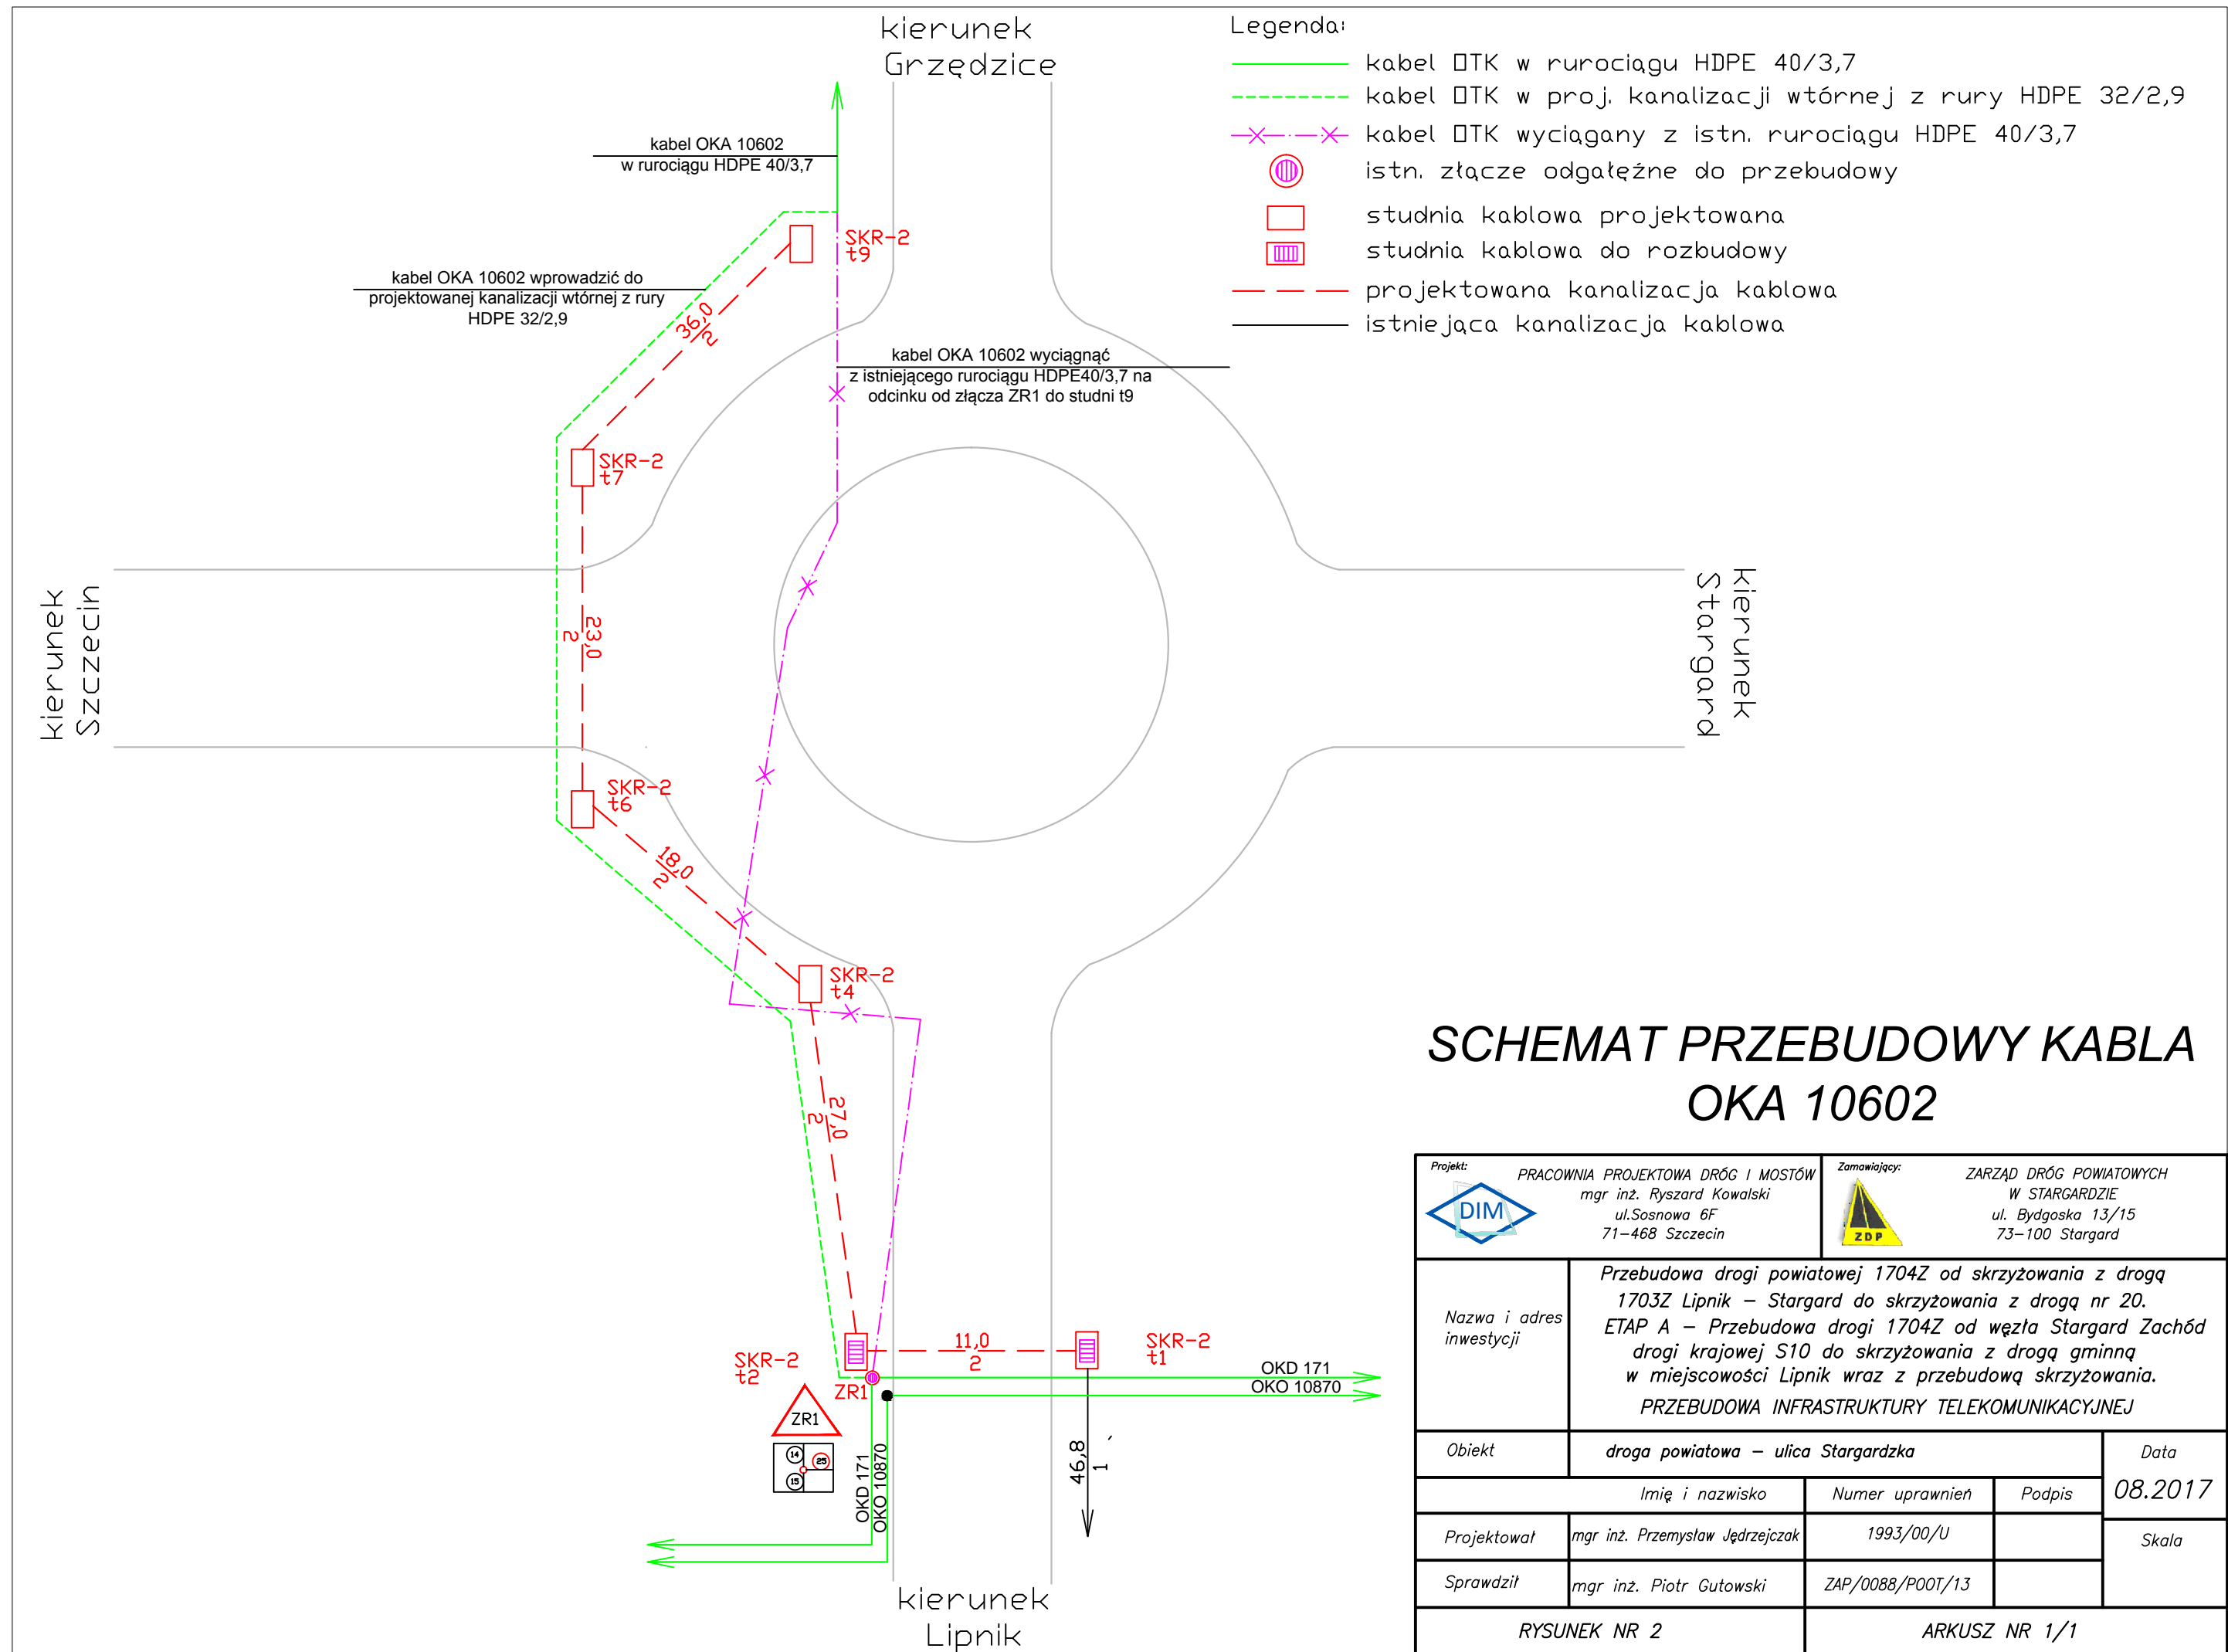 kierunek
Grzędzice
Legenda:
kabel OTK w rurociągu HDPE 40/3,7
kabel OTK w proj. kanalizacji wtórnej z rury HDPE 32/2,9
kabel OTK wyciągany z istn. rurociągu HDPE 40/3,7
istn. złącze odgałęźne do przebudowy
studnia kablowa projektowana
studnia kablowa do rozbudowy
projektowana kanalizacja kablowa
istniejąca kanalizacja kablowa
kabel OKA 10602
w rurociągu HDPE 40/3,7
SKR-2
t9
kabel OKA 10602 wprowadzić do
projektowanej kanalizacji wtórnej z rury
HDPE 32/2,9
36,0
2
kabel OKA 10602 wyciągnąć
z istniejącego rurociągu HDPE40/3,7 na
odcinku od złącza ZR1 do studni t9
SKR-2
t7
kierunek
Szczecin
23,0
2
kierunek
Stargard
SKR-2
t6
18,0
2
SKR-2
t4
27,0
2
SKR-2
t2
11,0
2
SKR-2
t1
ZR1
OKD 171
OKO 10870
ZR1
14
25
15
OKD 171
OKO 10870
46,8
1
kierunek
Lipnik
SCHEMAT PRZEBUDOWY KABLA
OKA 10602
Projekt:
PRACOWNIA PROJEKTOWA DRÓG I MOSTÓW
mgr inż. Ryszard Kowalski
ul.Sosnowa 6F
71-468 Szczecin
DIM
Zamawiający:
ZARZĄD DRÓG POWIATOWYCH
W STARGARDZIE
ul. Bydgoska 13/15
73-100 Stargard
ZDP
Nazwa i adres
inwestycji
Przebudowa drogi powiatowej 1704Z od skrzyżowania z drogą
1703Z Lipnik - Stargard do skrzyżowania z drogą nr 20.
ETAP A - Przebudowa drogi 1704Z od węzła Stargard Zachód
drogi krajowej S10 do skrzyżowania z drogą gminną
w miejscowości Lipnik wraz z przebudową skrzyżowania.
PRZEBUDOWA INFRASTRUKTURY TELEKOMUNIKACYJNEJ
Obiekt
droga powiatowa - ulica Stargardzka
Data
08.2017
Imię i nazwisko
Numer uprawnień
Podpis
Projektował
mgr inż. Przemysław Jędrzejczak
1993/00/U
Skala
Sprawdził
mgr inż. Piotr Gutowski
ZAP/0088/POOT/13
RYSUNEK NR 2
ARKUSZ NR 1/1